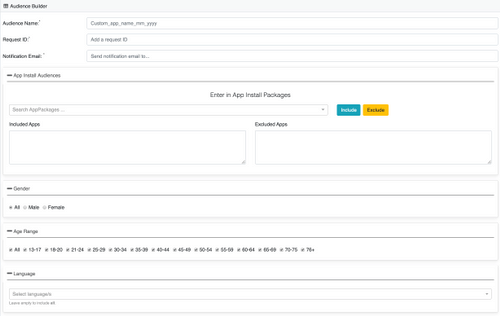 Audience Builder
Audience Name:*
Custom_app_name_mm_yyyy
Request ID:*
Add a request ID
Notification Email: *
Send notification email to...
App Install Audiences
Enter in App Install Packages
Search AppPackages ...
Include
Exclude
Included Apps
Excluded Apps
Gender
All Male Female
Age Range
All 13-17 18-20 21-24 25-29 30-34 35-39 40-44 45-49 50-54 55-59 60-64 65-69 70-75 76+
Language
Select language/s
Leave empty to include all